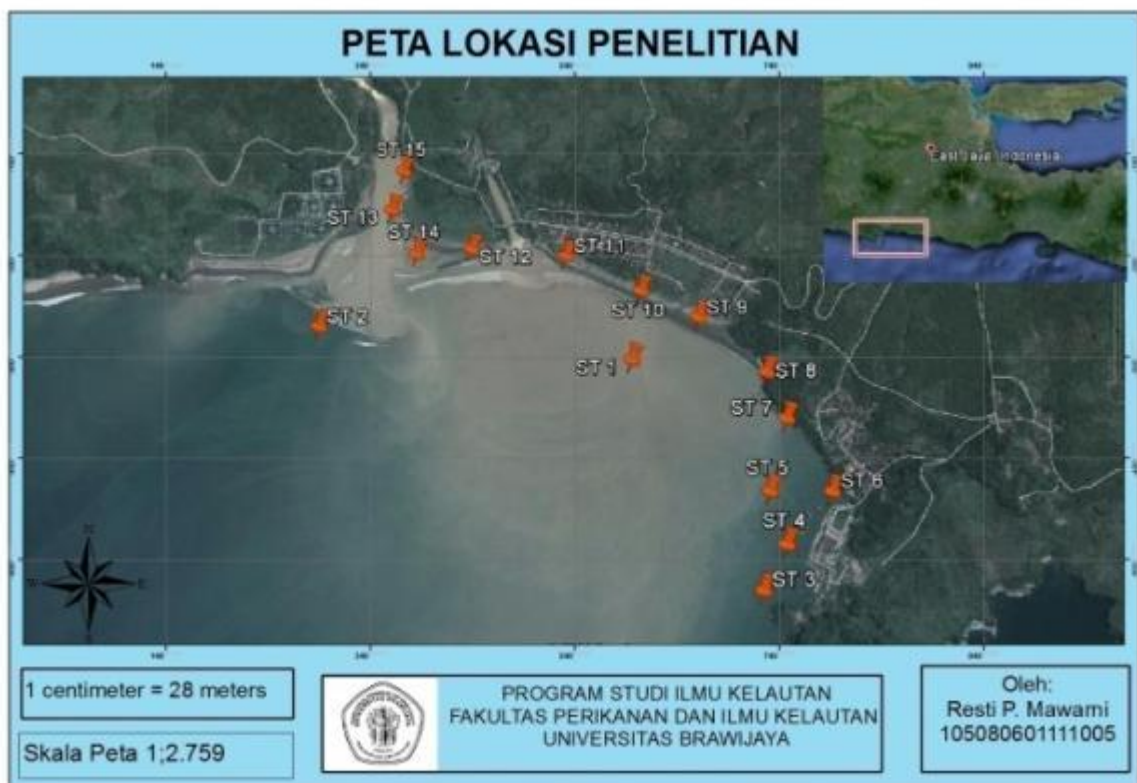 PETA LOKASI PENELITIAN
East Java, Indonesia
ST 15
ST 13
ST 14
ST 12
ST 11
ST 2
ST 10
ST 9
ST 1
ST 8
ST 7
ST 5
ST 6
ST 4
ST 3
N
W
E
1 centimeter = 28 meters
Skala Peta 1;2.759
PROGRAM STUDI ILMU KELAUTAN
FAKULTAS PERIKANAN DAN ILMU KELAUTAN
UNIVERSITAS BRAWIJAYA
Oleh:
Resti P. Mawarni
105080601111005